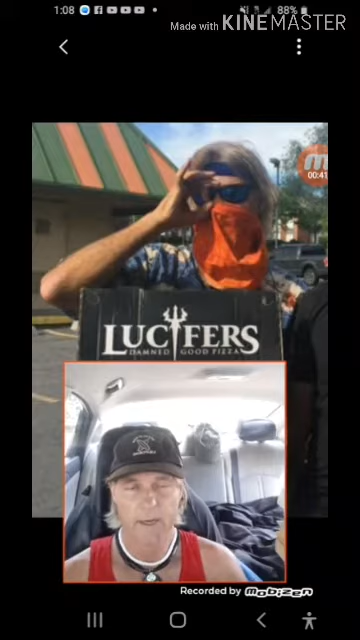 1:08
88%
Made with KINEMASTER
00:41
LUCIFERS
DAMNED GOOD PIZZA
Recorded by mobizen